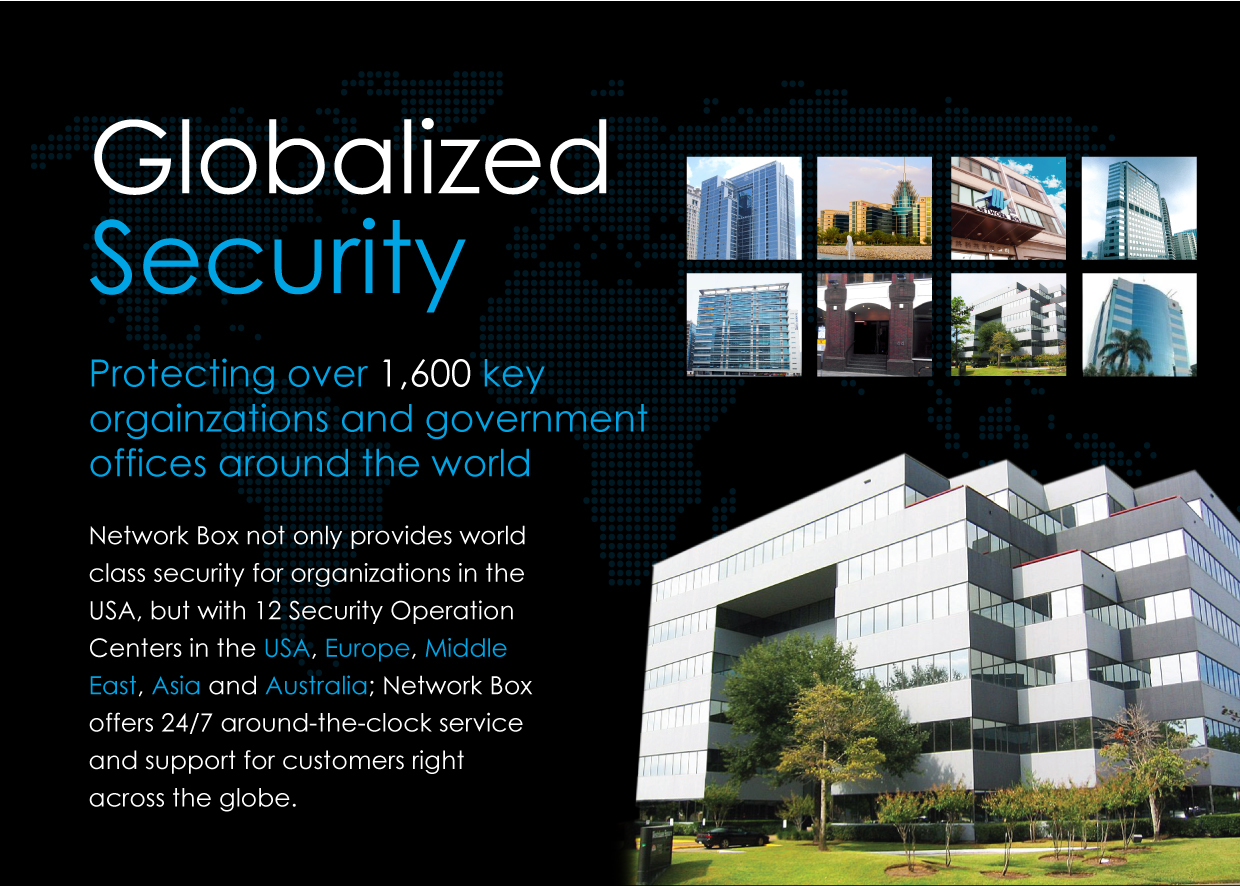 Globalized
Security
Protecting over 1,600 key
orgainzations and government
offices around the world
Network Box not only provides world
class security for organizations in the
USA, but with 12 Security Operation
Centers in the USA, Europe, Middle
East, Asia and Australia; Network Box
offers 24/7 around-the-clock service
and support for customers right
across the globe.